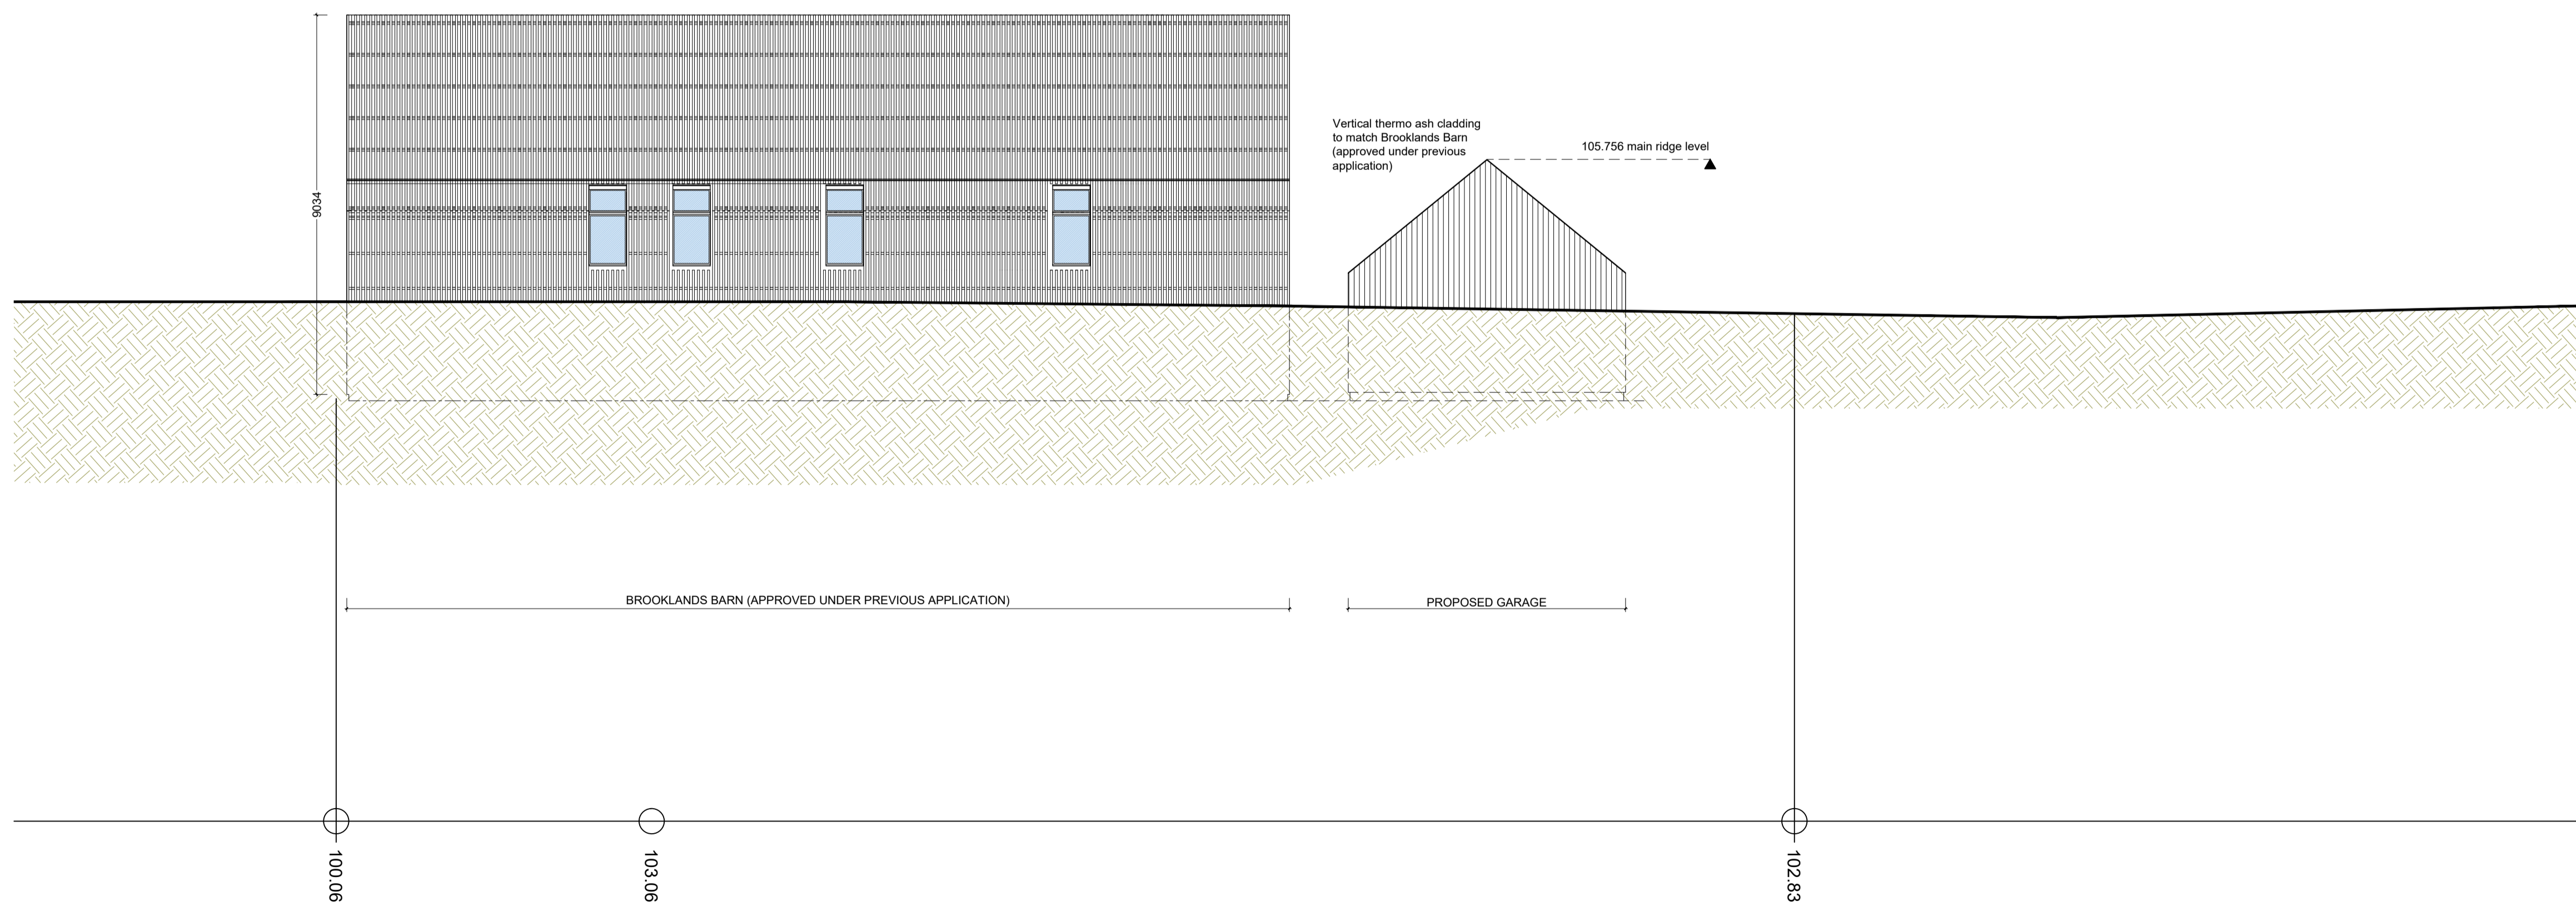 Vertical thermo ash cladding
to match Brooklands Barn
(approved under previous
application)
105.756 main ridge level
9034
BROOKLANDS BARN (APPROVED UNDER PREVIOUS APPLICATION)
PROPOSED GARAGE
100.06
103.06
102.83